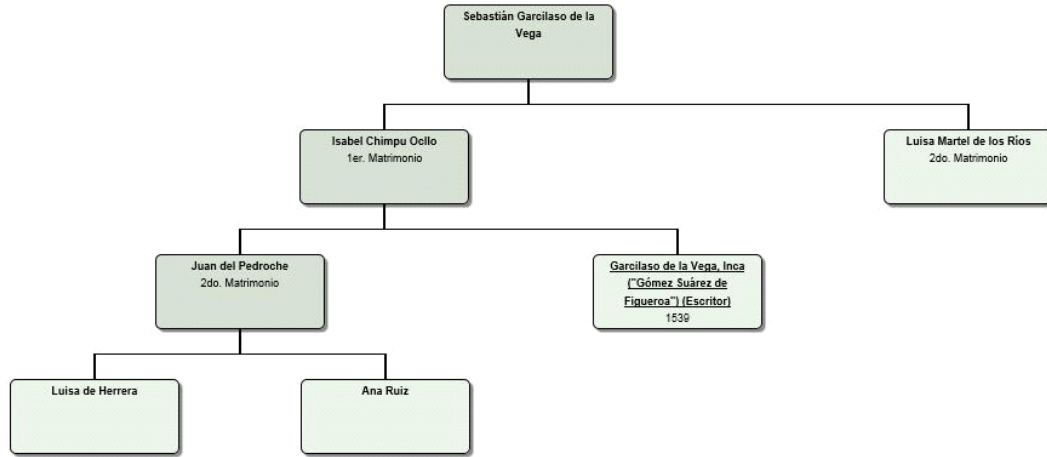 Sebastián Garcilaso de la
Vega
Isabel Chimpu Ocllo
1er. Matrimonio
Luisa Martel de los Ríos
2do. Matrimonio
Juan del Pedroche
2do. Matrimonio
Garcilaso de la Vega, Inca
("Gómez Suárez de
Figueroa") (Escritor)
1539
Luisa de Herrera
Ana Ruiz